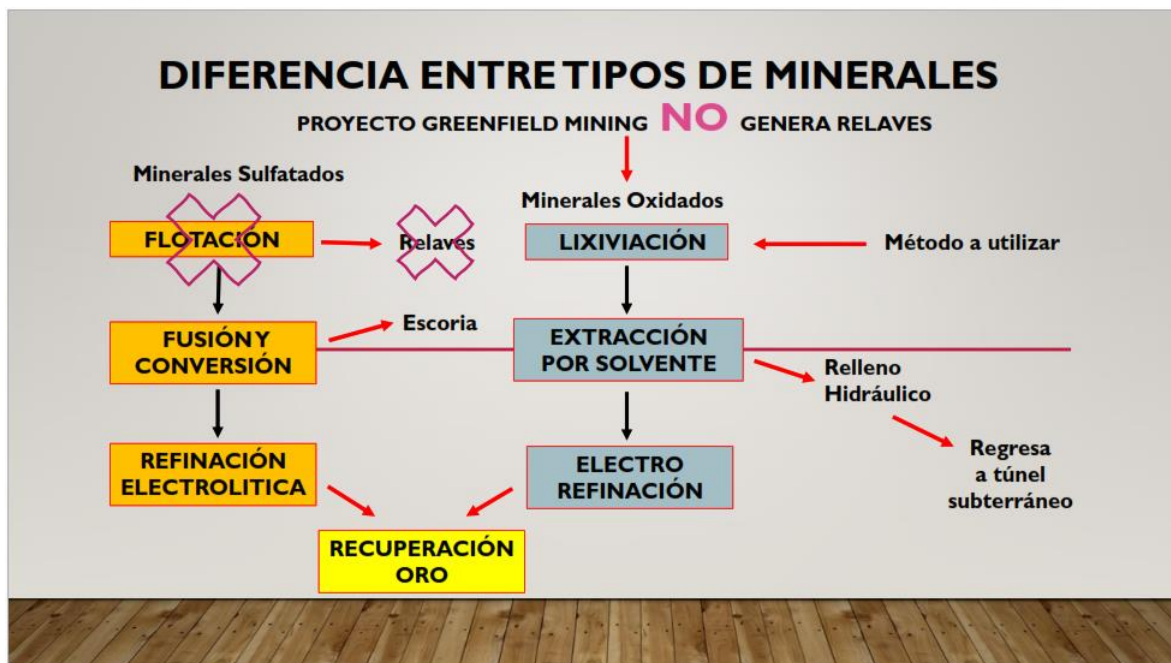 DIFERENCIA ENTRE TIPOS DE MINERALES
PROYECTO GREENFIELD MINING NO GENERA RELAVES
Minerales Sulfatados
FLOTACIÓN
Relaves
Minerales Oxidados
LIXIVIACIÓN
Método a utilizar
FUSIÓN Y
CONVERSIÓN
Escoria
EXTRACCIÓN
POR SOLVENTE
Relleno
Hidráulico
REFINACIÓN
ELECTROLITICA
ELECTRO
REFINACIÓN
Regresa
a túnel
subterráneo
RECUPERACIÓN
ORO